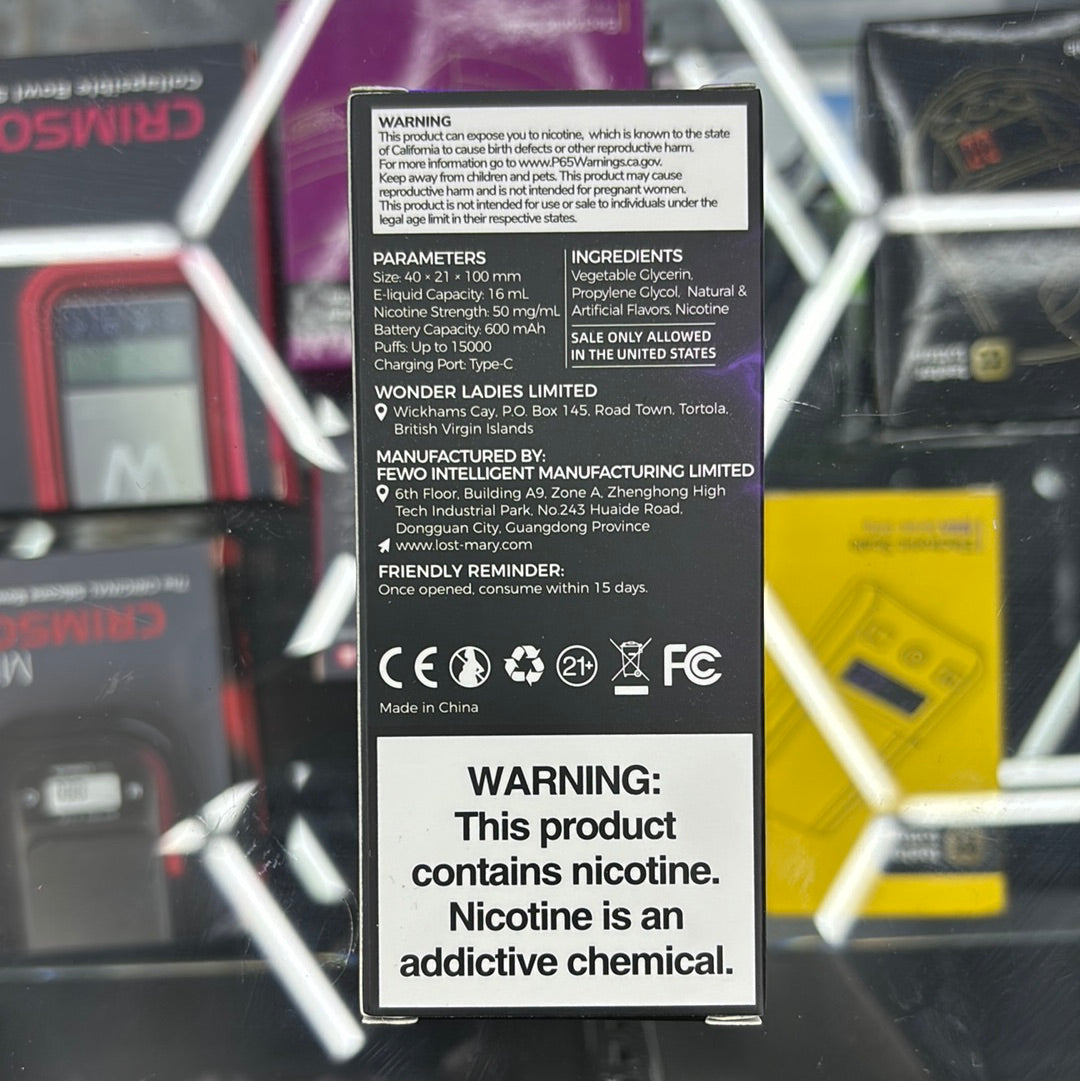 WARNING
This product can expose you to nicotine, which is known to the state
of California to cause birth defects or other reproductive harm.
For more information go to www.P65Warnings.ca.gov.
Keep away from children and pets. This product may cause
reproductive harm and is not intended for pregnant women.
This product is not intended for use or sale to individuals under the
legal age limit in their respective states.
PARAMETERS
Size: 40 × 21 × 100 mm
E-liquid Capacity: 16 mL
Nicotine Strength: 50 mg/mL
Battery Capacity: 600 mAh
Puffs: Up to 15000
Charging Port: Type-C
INGREDIENTS
Vegetable Glycerin,
Propylene Glycol, Natural &
Artificial Flavors, Nicotine
SALE ONLY ALLOWED
IN THE UNITED STATES
WONDER LADIES LIMITED
Wickhams Cay, P.O. Box 145, Road Town, Tortola,
British Virgin Islands
MANUFACTURED BY:
FEWO INTELLIGENT MANUFACTURING LIMITED
6th Floor, Building A9, Zone A, Zhenghong High
Tech Industrial Park, No.243 Huaide Road,
Dongguan City, Guangdong Province
www.lost-mary.com
FRIENDLY REMINDER:
Once opened, consume within 15 days.
CE 21+ FC
Made in China
WARNING:
This product
contains nicotine.
Nicotine is an
addictive chemical.
CRIMSO
CRIMSO